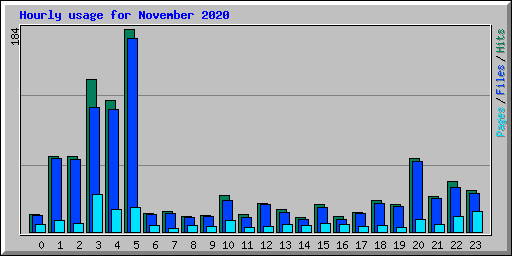 Hourly usage for November 2020
184
Pages/Files/Hits
0 1 2 3 4 5 6 7 8 9 10 11 12 13 14 15 16 17 18 19 20 21 22 23